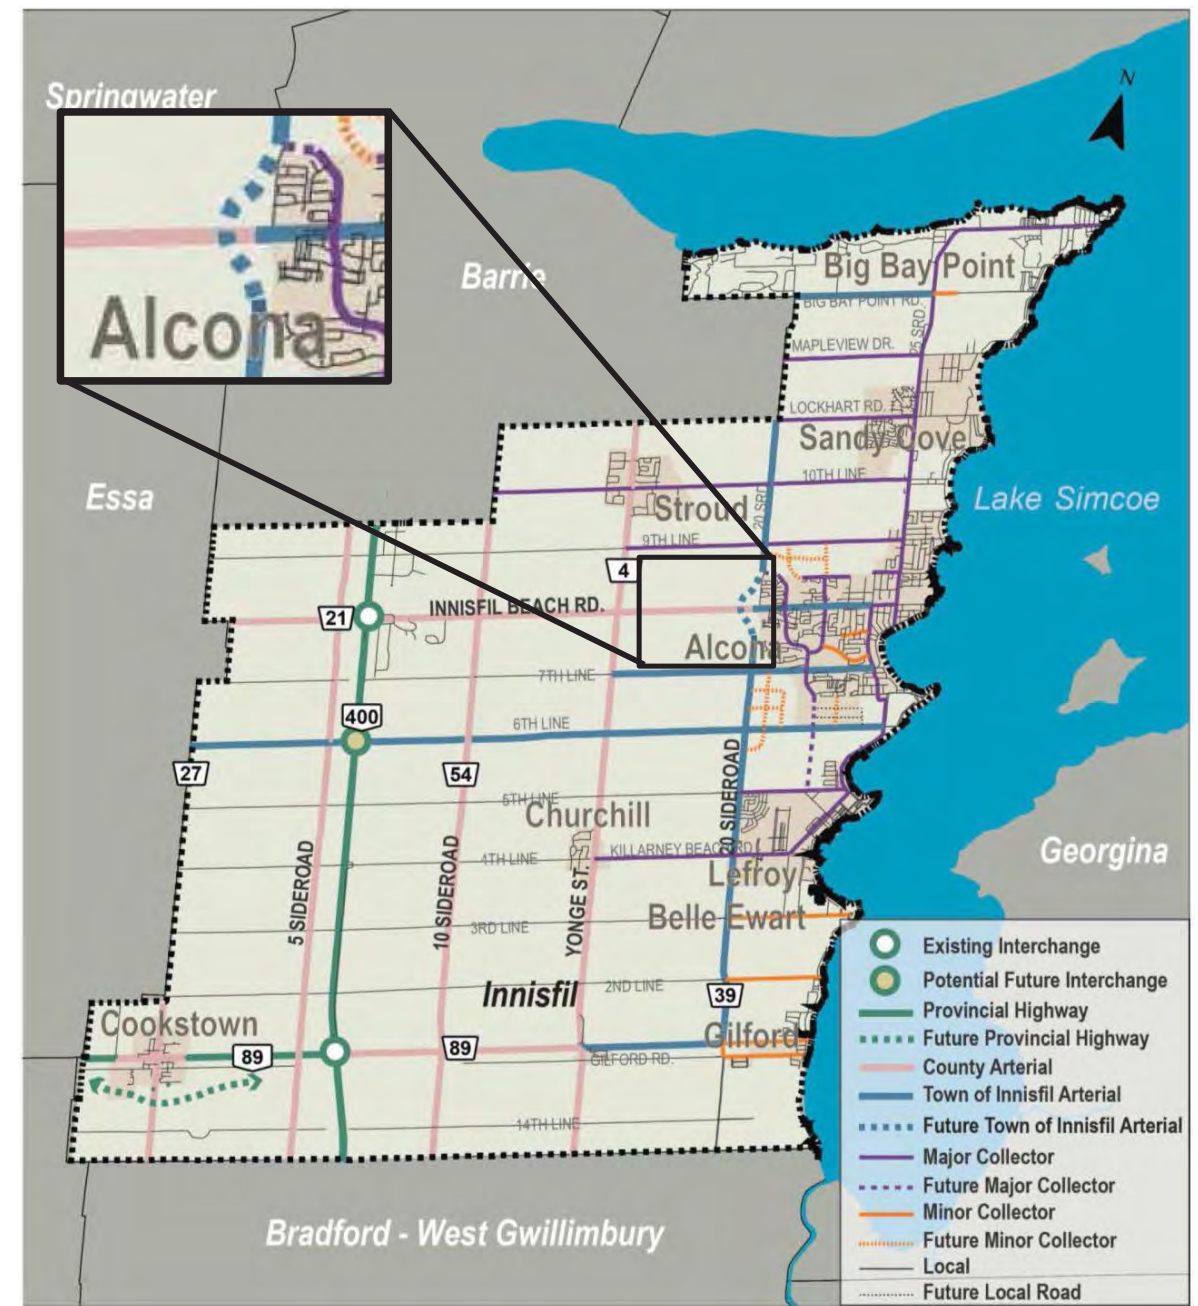 Springwater
N
Barrie
Big Bay Point
BIG BAY POINT RD.
25 SRD.
MAPLEVIEW DR.
Alcona
LOCKHART RD.
Sandy Cove
10TH LINE
Essa
Lake Simcoe
Stroud
20 SRD
9TH LINE
4
21
INNISFIL BEACH RD.
Alcona
7TH LINE
400
6TH LINE
27
54
20 SIDEROAD
5TH LINE
Churchill
KILLARNEY BEACH RD
4TH LINE
Georgina
5 SIDEROAD
10 SIDEROAD
YONGE ST.
Lefroy
Belle Ewart
3RD LINE
Innisfil
2ND LINE
39
Cookstown
89
89
Gilford
GILFORD RD.
14TH LINE
Bradford - West Gwillimbury
Existing Interchange
Potential Future Interchange
Provincial Highway
Future Provincial Highway
County Arterial
Town of Innisfil Arterial
Future Town of Innisfil Arterial
Major Collector
Future Major Collector
Minor Collector
Future Minor Collector
Local
Future Local Road